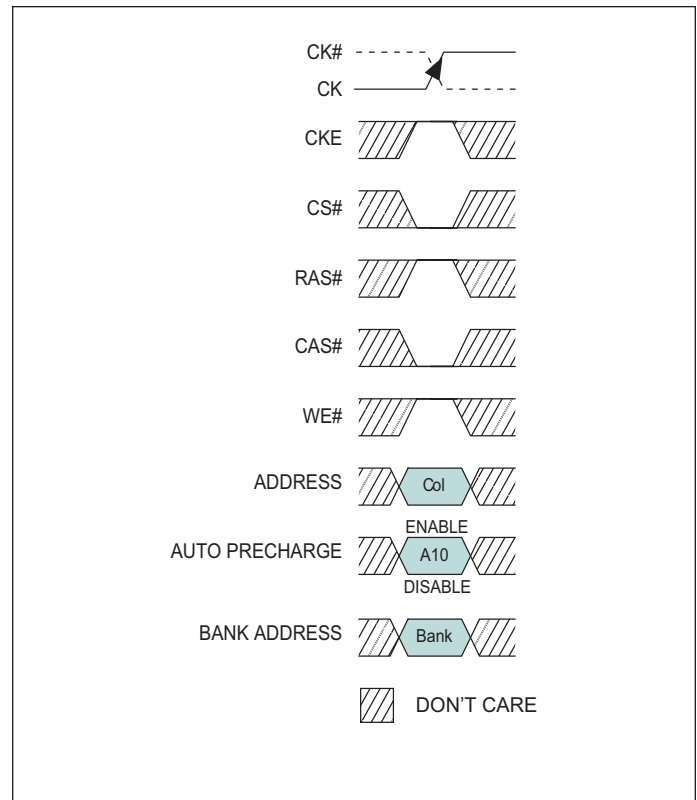 CK#
CK
CKE
CS#
RAS#
CAS#
WE#
ADDRESS Col
ENABLE
AUTO PRECHARGE A10
DISABLE
BANK ADDRESS Bank
DON'T CARE